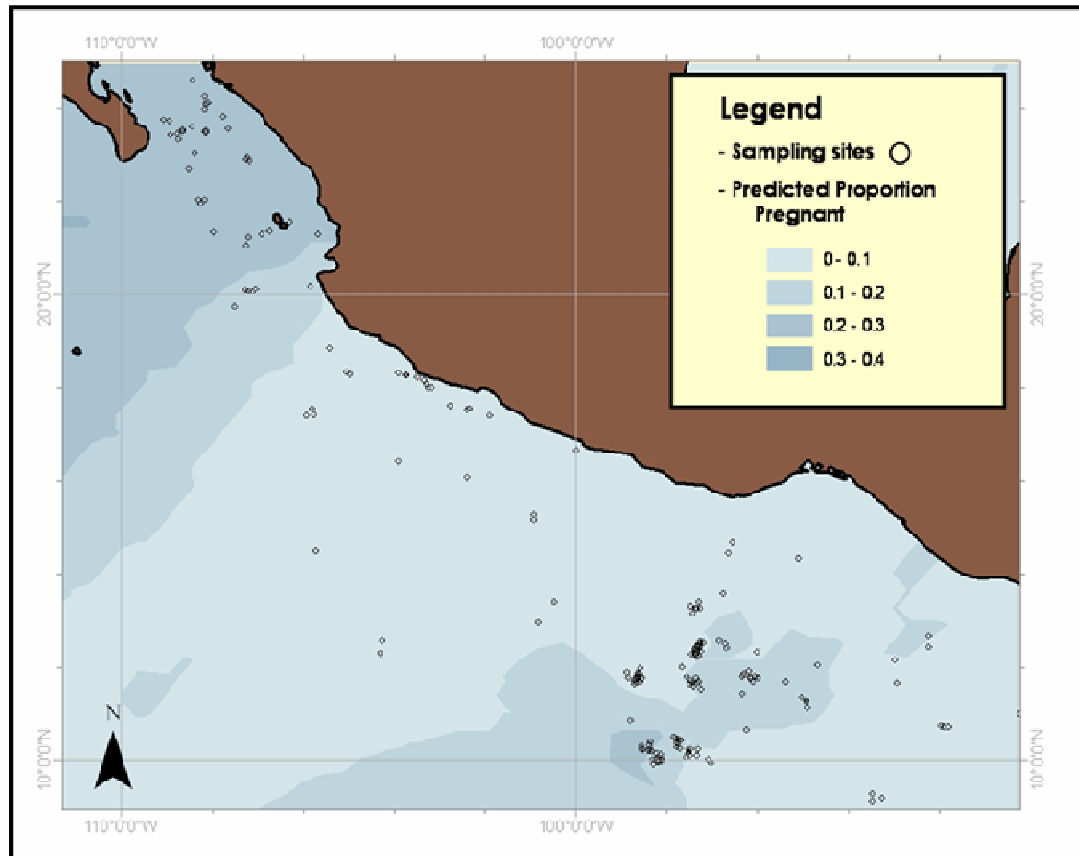 110°0'0"W 100°0'0"W
Legend
- Sampling sites
- Predicted Proportion
Pregnant
0 - 0.1
0.1 - 0.2
0.2 - 0.3
0.3 - 0.4
20°0'0"N 20°0'0"N
N
10°0'0"N 10°0'0"N
110°0'0"W 100°0'0"W